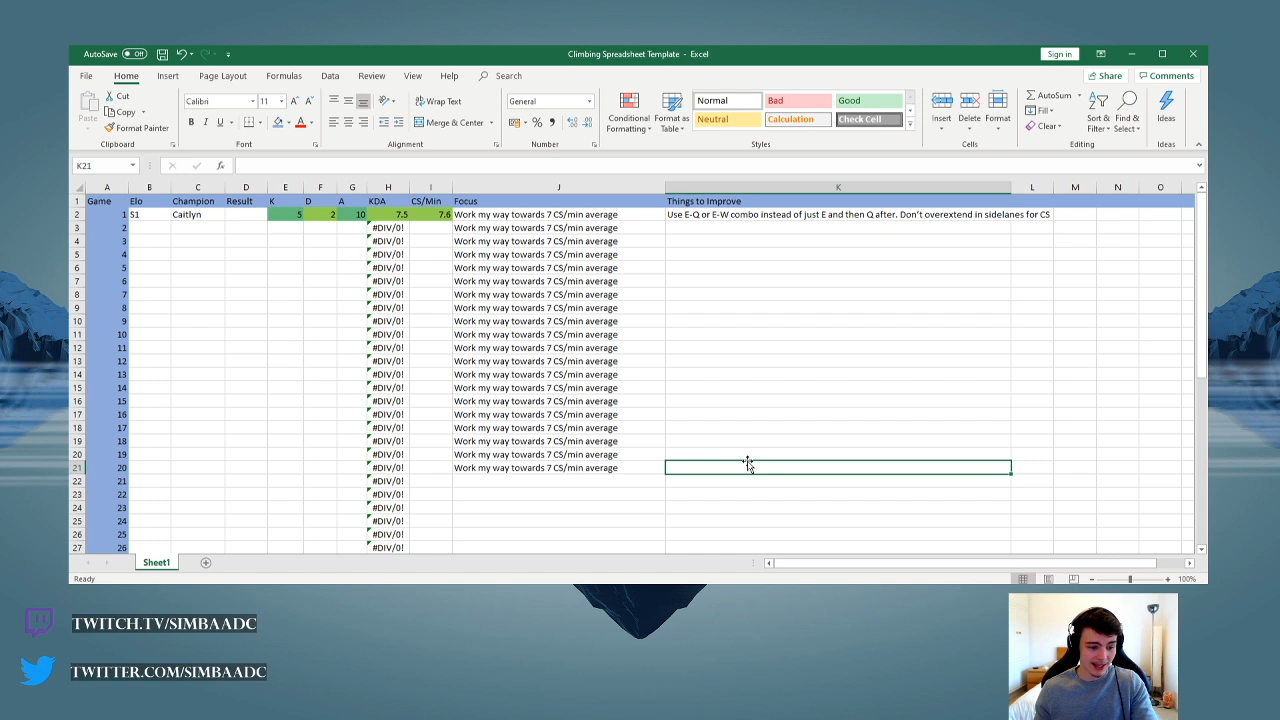 AutoSave Off Climbing Spreadsheet Template - Excel Sign in
File Home Insert Page Layout Formulas Data Review View Help Search Share Comments
Paste Cut Calibri 11 Wrap Text General Conditional Formatting Format as Table Normal Bad Good Insert Delete Format AutoSum Sort & Filter Find & Select Ideas
Copy Fill
Format Painter B I U Merge & Center Neutral Calculation Check Cell Clear
Clipboard Font Alignment Number Styles Cells Editing Ideas
K21 fx
A B C D E F G H I J K L M N O
1 Game Elo Champion Result K D A KDA CS/Min Focus Things to Improve
2 1 S1 Caitlyn 5 2 10 7.5 7.6 Work my way towards 7 CS/min average Use E-Q or E-W combo instead of just E and then Q after. Don't overextend in sidelanes for CS
3 2 #DIV/0! Work my way towards 7 CS/min average
4 3 #DIV/0! Work my way towards 7 CS/min average
5 4 #DIV/0! Work my way towards 7 CS/min average
6 5 #DIV/0! Work my way towards 7 CS/min average
7 6 #DIV/0! Work my way towards 7 CS/min average
8 7 #DIV/0! Work my way towards 7 CS/min average
9 8 #DIV/0! Work my way towards 7 CS/min average
10 9 #DIV/0! Work my way towards 7 CS/min average
11 10 #DIV/0! Work my way towards 7 CS/min average
12 11 #DIV/0! Work my way towards 7 CS/min average
13 12 #DIV/0! Work my way towards 7 CS/min average
14 13 #DIV/0! Work my way towards 7 CS/min average
15 14 #DIV/0! Work my way towards 7 CS/min average
16 15 #DIV/0! Work my way towards 7 CS/min average
17 16 #DIV/0! Work my way towards 7 CS/min average
18 17 #DIV/0! Work my way towards 7 CS/min average
19 18 #DIV/0! Work my way towards 7 CS/min average
20 19 #DIV/0! Work my way towards 7 CS/min average
21 20 #DIV/0! Work my way towards 7 CS/min average
22 21 #DIV/0!
23 22 #DIV/0!
24 23 #DIV/0!
25 24 #DIV/0!
26 25 #DIV/0!
27 26 #DIV/0!
Sheet1
Ready 100%
TWITCH.TV/SIMBAADC
TWITTER.COM/SIMBAADC